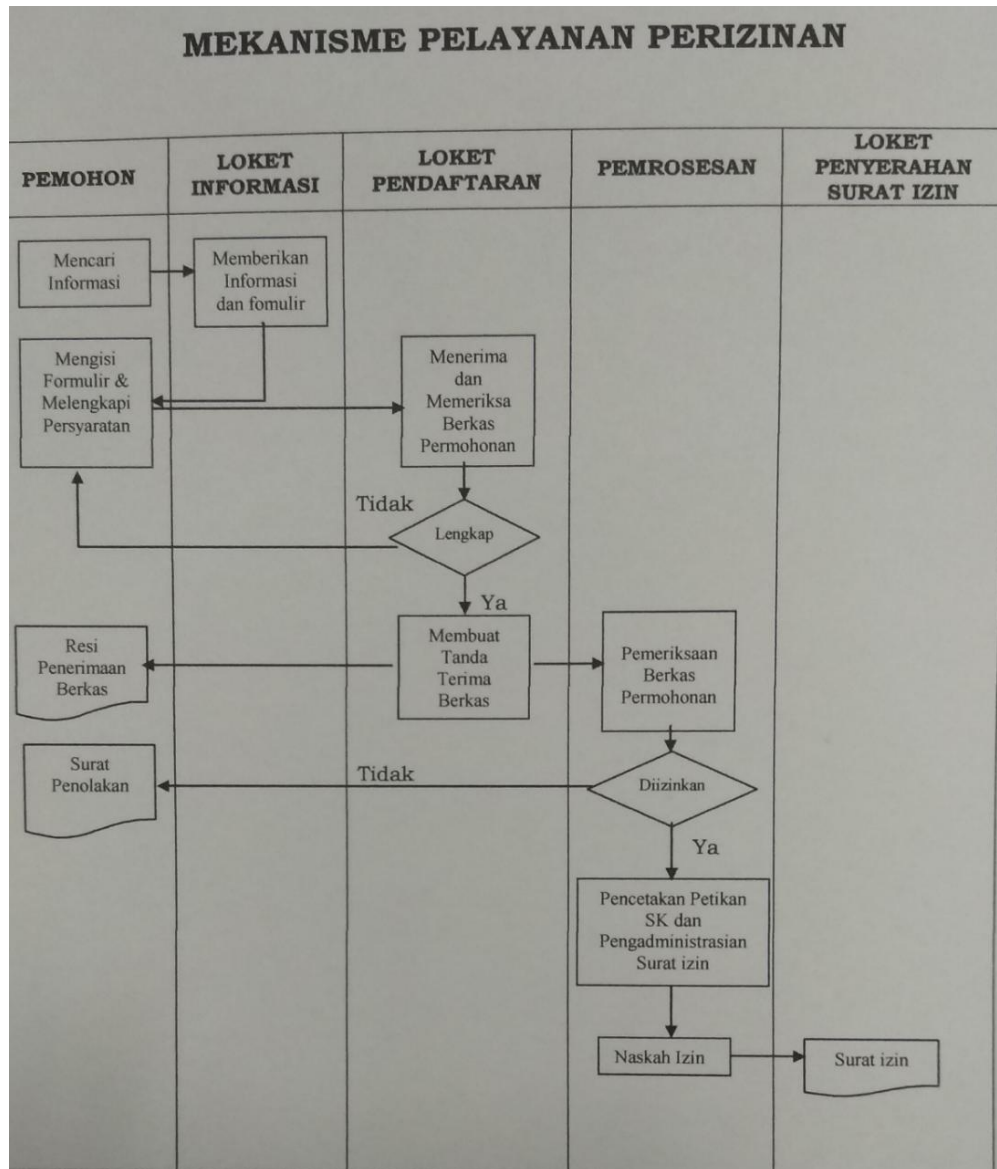 MEKANISME PELAYANAN PERIZINAN
PEMOHON
LOKET
INFORMASI
LOKET
PENDAFTARAN
PEMROSESAN
LOKET
PENYERAHAN
SURAT IZIN
Mencari
Informasi
Memberikan
Informasi
dan fomulir
Mengisi
Formulir &
Melengkapi
Persyaratan
Menerima
dan
Memeriksa
Berkas
Permohonan
Tidak
Lengkap
Ya
Resi
Penerimaan
Berkas
Membuat
Tanda
Terima
Berkas
Pemeriksaan
Berkas
Permohonan
Surat
Penolakan
Tidak
Diizinkan
Ya
Pencetakan Petikan
SK dan
Pengadministrasian
Surat izin
Naskah Izin
Surat izin